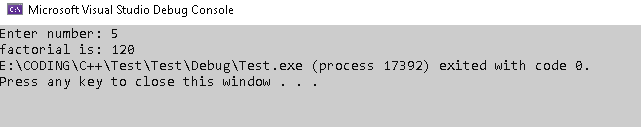 Microsoft Visual Studio Debug Console
Enter number: 5
factorial is: 120
E:\CODING\C++\Test\Test\Debug\Test.exe (process 17392) exited with code 0.
Press any key to close this window . . .